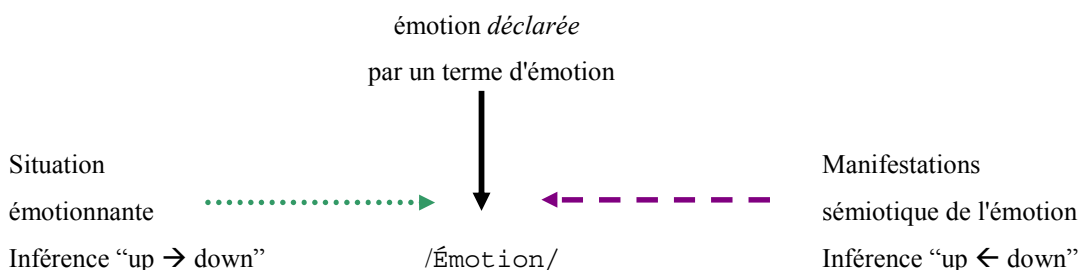 émotion déclarée
par un terme d'émotion
Situation
émotionnante
Inférence “up → down”
/Émotion/
Manifestations
sémiotique de l'émotion
Inférence “up ← down”